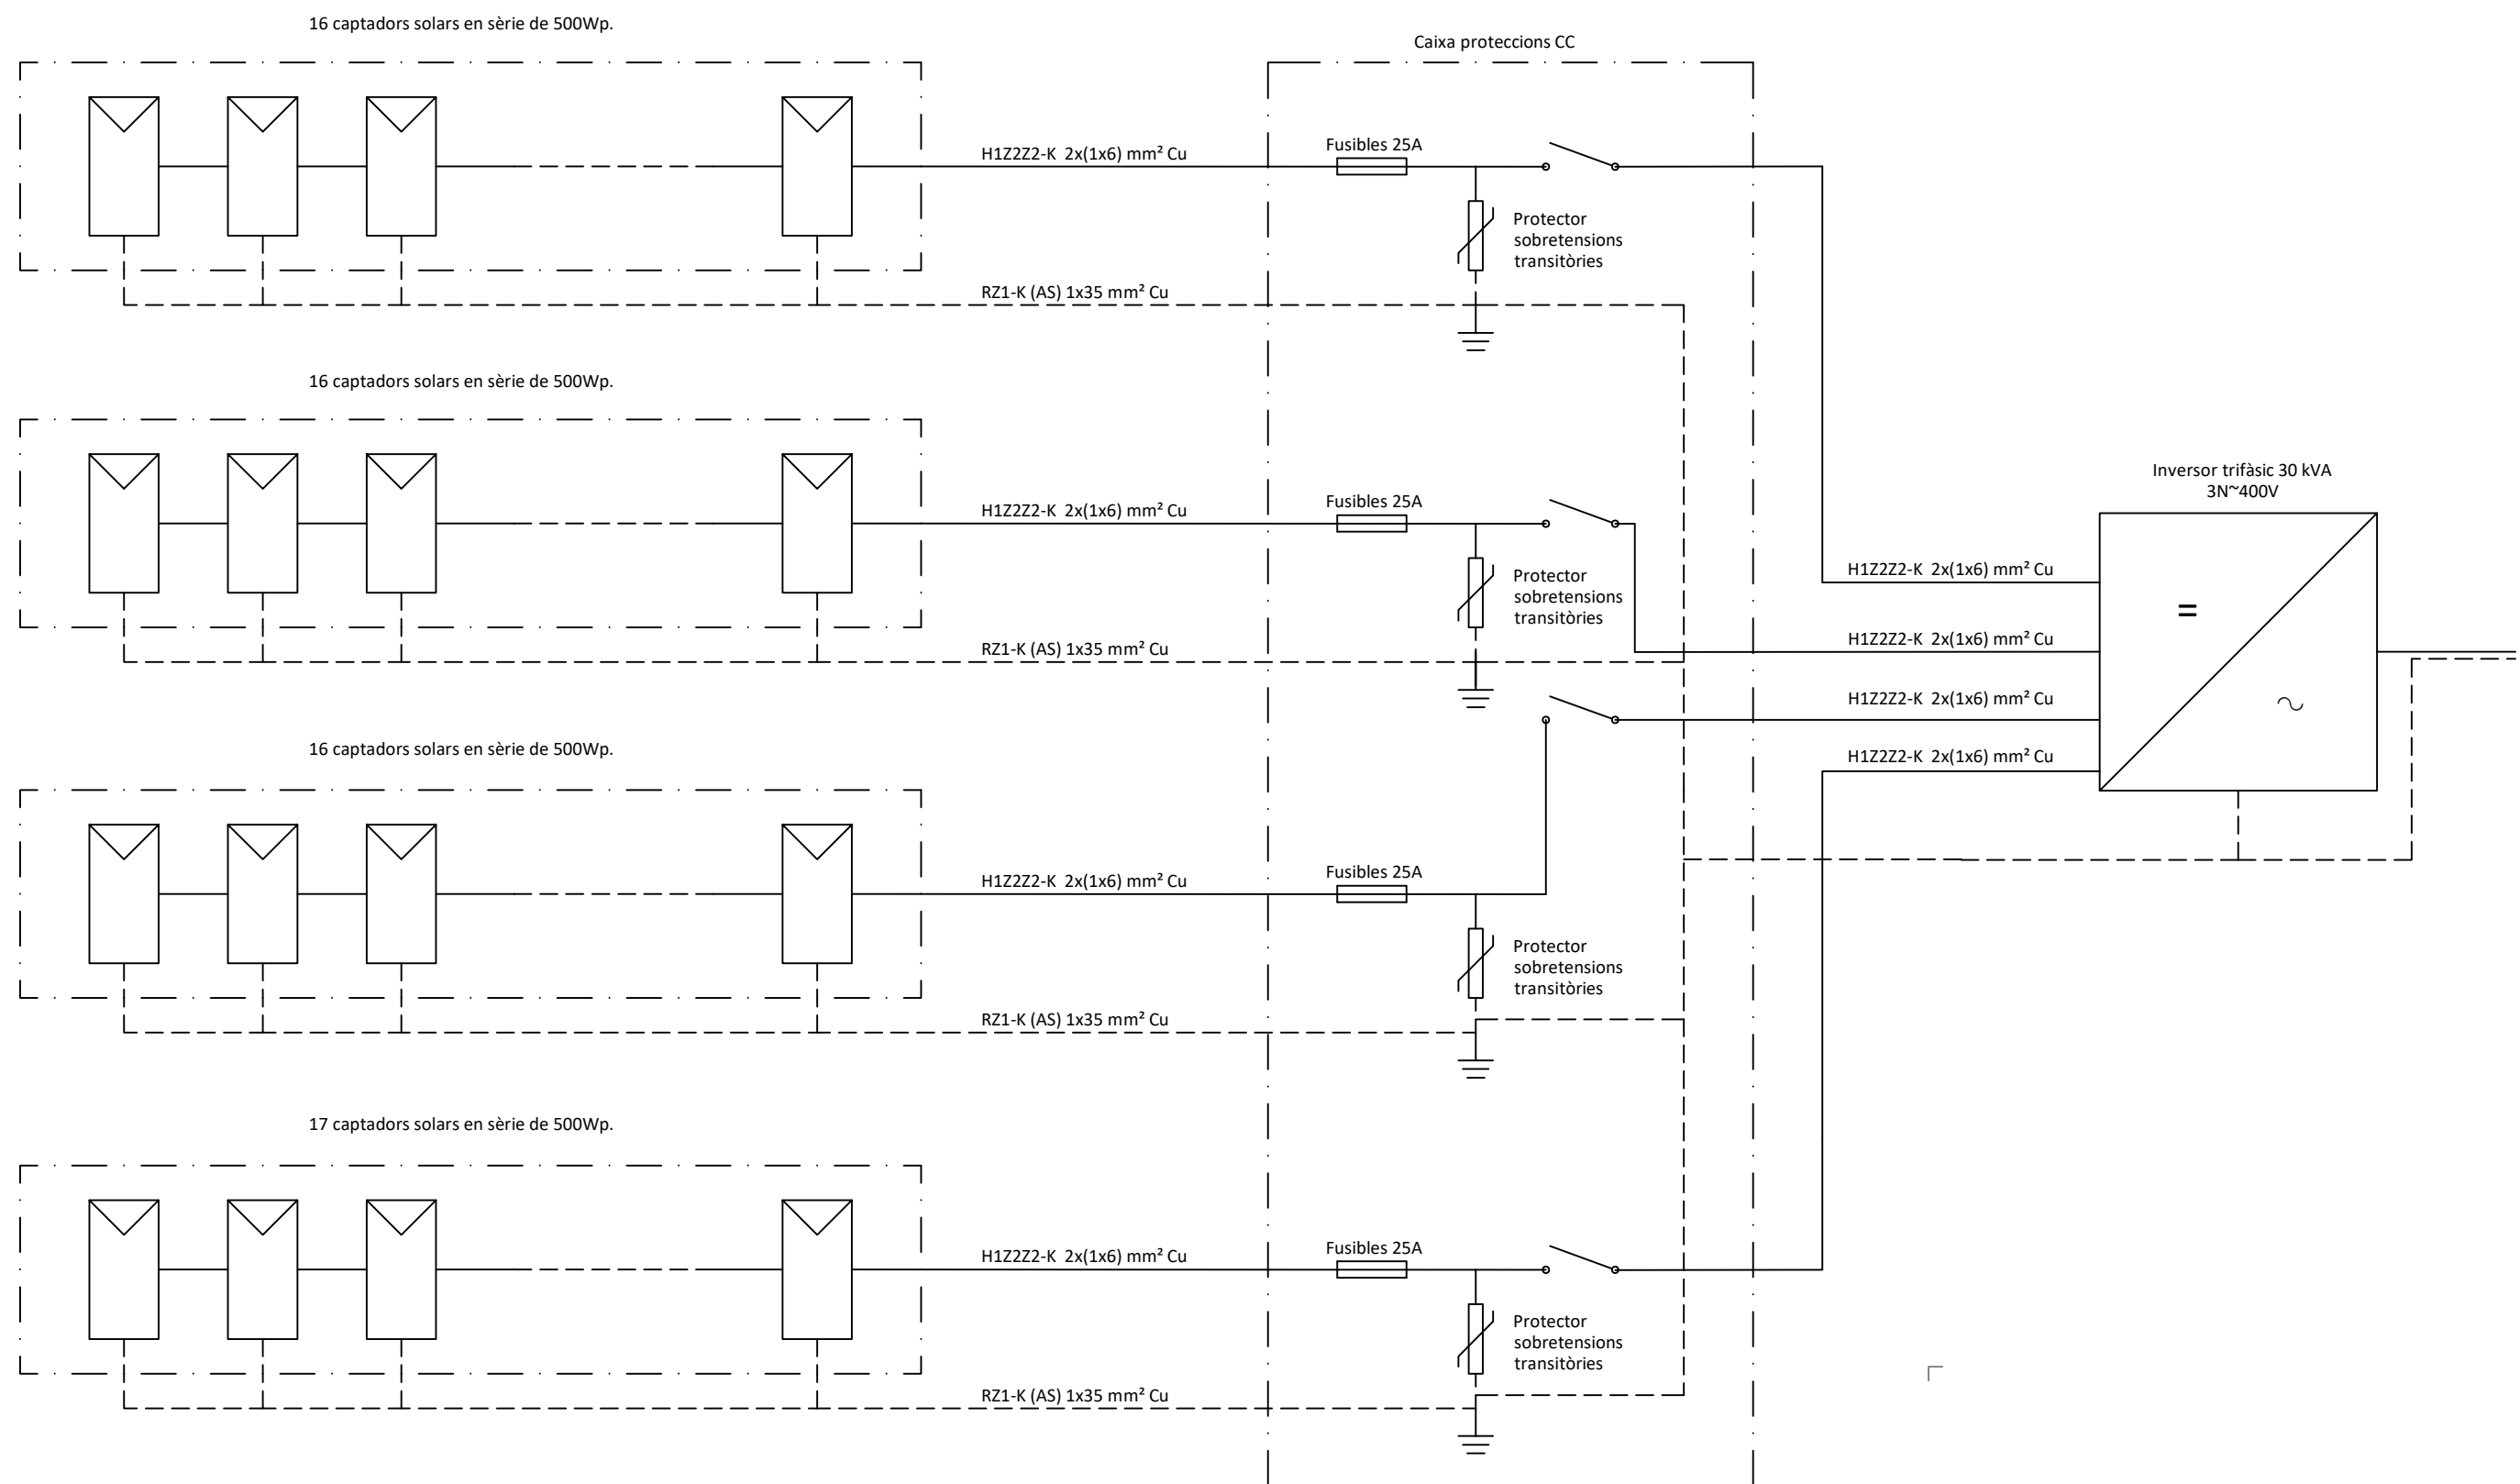 16 captadors solars en sèrie de 500Wp.
Caixa proteccions CC
H1Z2Z2-K  2x(1x6) mm² Cu
Fusibles 25A
Protector
sobretensions
transitòries
RZ1-K (AS) 1x35 mm² Cu
16 captadors solars en sèrie de 500Wp.
H1Z2Z2-K  2x(1x6) mm² Cu
Fusibles 25A
Protector
sobretensions
transitòries
RZ1-K (AS) 1x35 mm² Cu
Inversor trifàsic 30 kVA
3N~400V
H1Z2Z2-K  2x(1x6) mm² Cu
H1Z2Z2-K  2x(1x6) mm² Cu
H1Z2Z2-K  2x(1x6) mm² Cu
H1Z2Z2-K  2x(1x6) mm² Cu
=
~
16 captadors solars en sèrie de 500Wp.
H1Z2Z2-K  2x(1x6) mm² Cu
Fusibles 25A
Protector
sobretensions
transitòries
RZ1-K (AS) 1x35 mm² Cu
17 captadors solars en sèrie de 500Wp.
H1Z2Z2-K  2x(1x6) mm² Cu
Fusibles 25A
Protector
sobretensions
transitòries
RZ1-K (AS) 1x35 mm² Cu